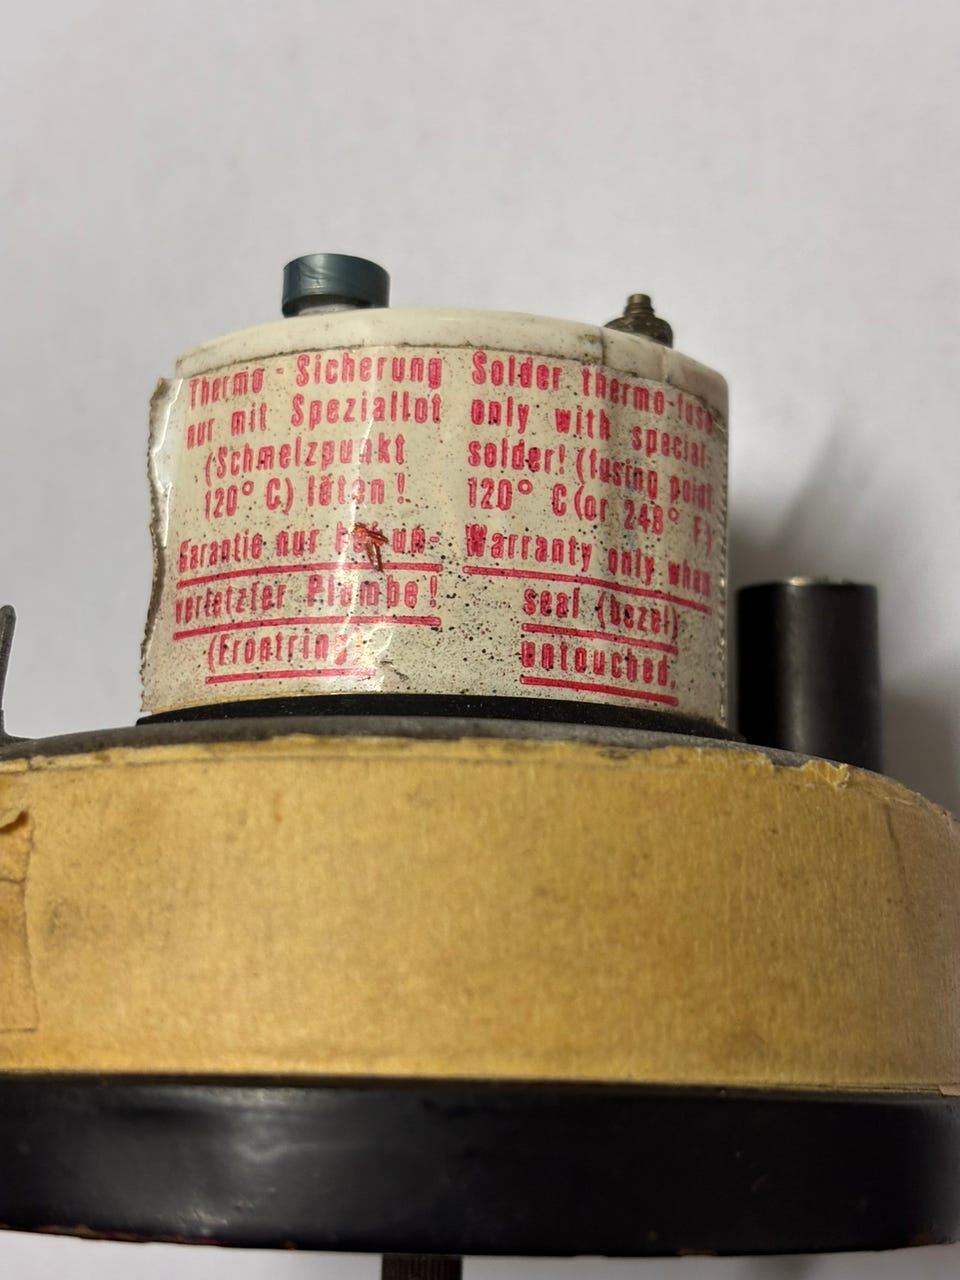 Thermo - Sicherung
nur mit Speziallot
(Schmelzpunkt
120° C) löten!
Garantie nur bei un-
verletzter Plombe!
(Frontring)
Solder thermo-fuse
only with special-
solder! (fusing point
120° C (or 248° F)
Warranty only when
seal (bezel)
untouched.